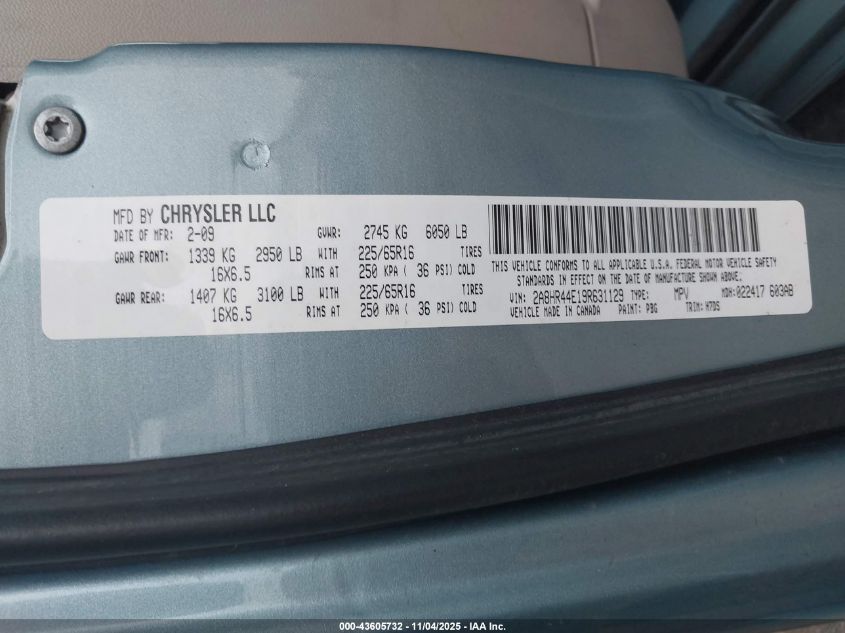 MFD BY CHRYSLER LLC
DATE OF MFR: 2-09 GVWR: 2745 KG 6050 LB
GAWR FRONT: 1339 KG 2950 LB WITH 225/65R16 TIRES
16X6.5 RIMS AT 250 KPA ( 36 PSI) COLD
GAWR REAR: 1407 KG 3100 LB WITH 225/65R16 TIRES
16X6.5 RIMS AT 250 KPA ( 36 PSI) COLD
THIS VEHICLE CONFORMS TO ALL APPLICABLE U.S.A. FEDERAL MOTOR VEHICLE SAFETY
STANDARDS IN EFFECT ON THE DATE OF MANUFACTURE SHOWN ABOVE.
VIN: 2A8HR44E19R631129 TYPE: MPV MDH: 022417 603AB
VEHICLE MADE IN CANADA PAINT: PBG TRIM: H7D5
000-43605732 - 11/04/2025 - IAA Inc.